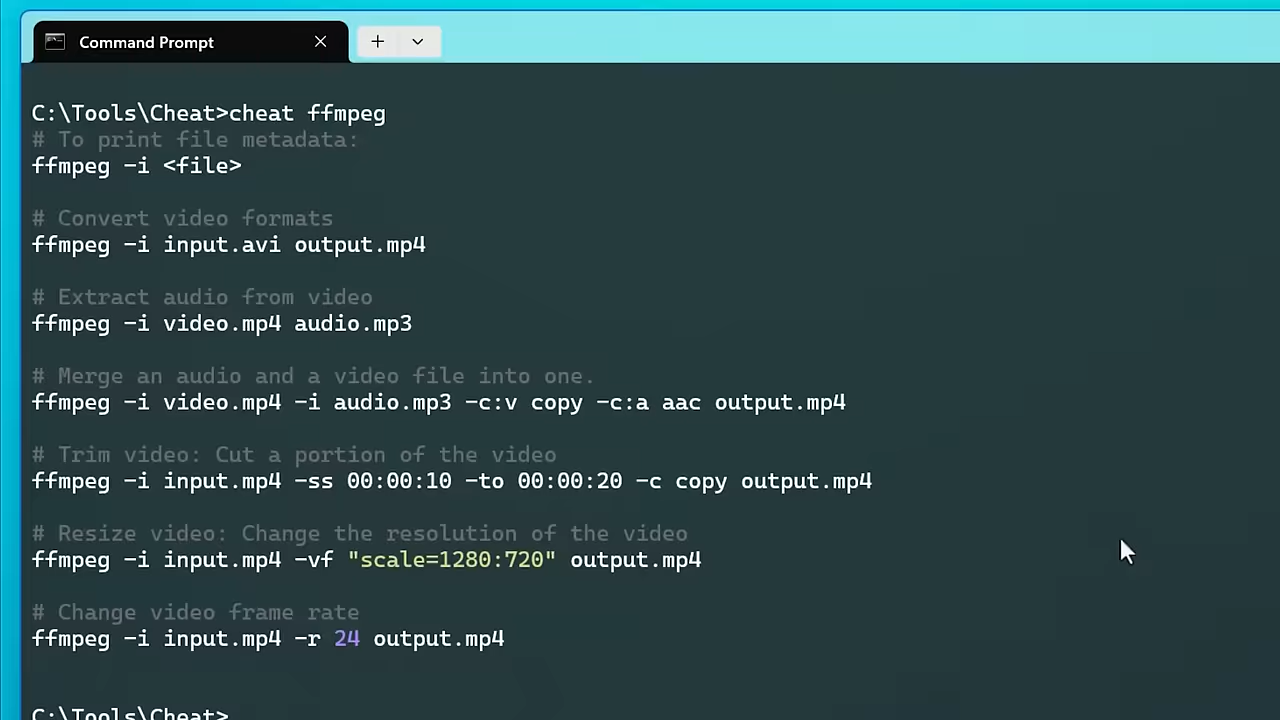 Command Prompt
C:\Tools\Cheat>cheat ffmpeg
# To print file metadata:
ffmpeg -i <file>
# Convert video formats
ffmpeg -i input.avi output.mp4
# Extract audio from video
ffmpeg -i video.mp4 audio.mp3
# Merge an audio and a video file into one.
ffmpeg -i video.mp4 -i audio.mp3 -c:v copy -c:a aac output.mp4
# Trim video: Cut a portion of the video
ffmpeg -i input.mp4 -ss 00:00:10 -to 00:00:20 -c copy output.mp4
# Resize video: Change the resolution of the video
ffmpeg -i input.mp4 -vf "scale=1280:720" output.mp4
# Change video frame rate
ffmpeg -i input.mp4 -r 24 output.mp4
C:\Tools\Cheat>